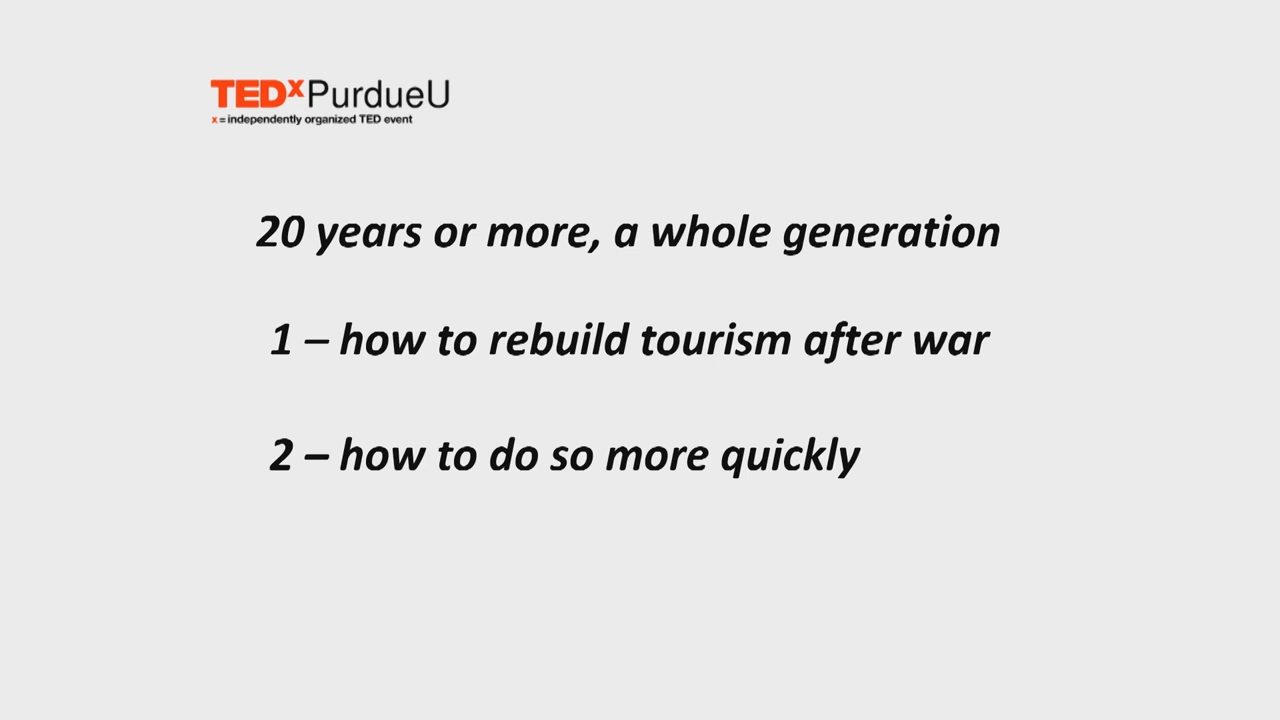 TEDxPurdueU
x = independently organized TED event
20 years or more, a whole generation
1 – how to rebuild tourism after war
2 – how to do so more quickly